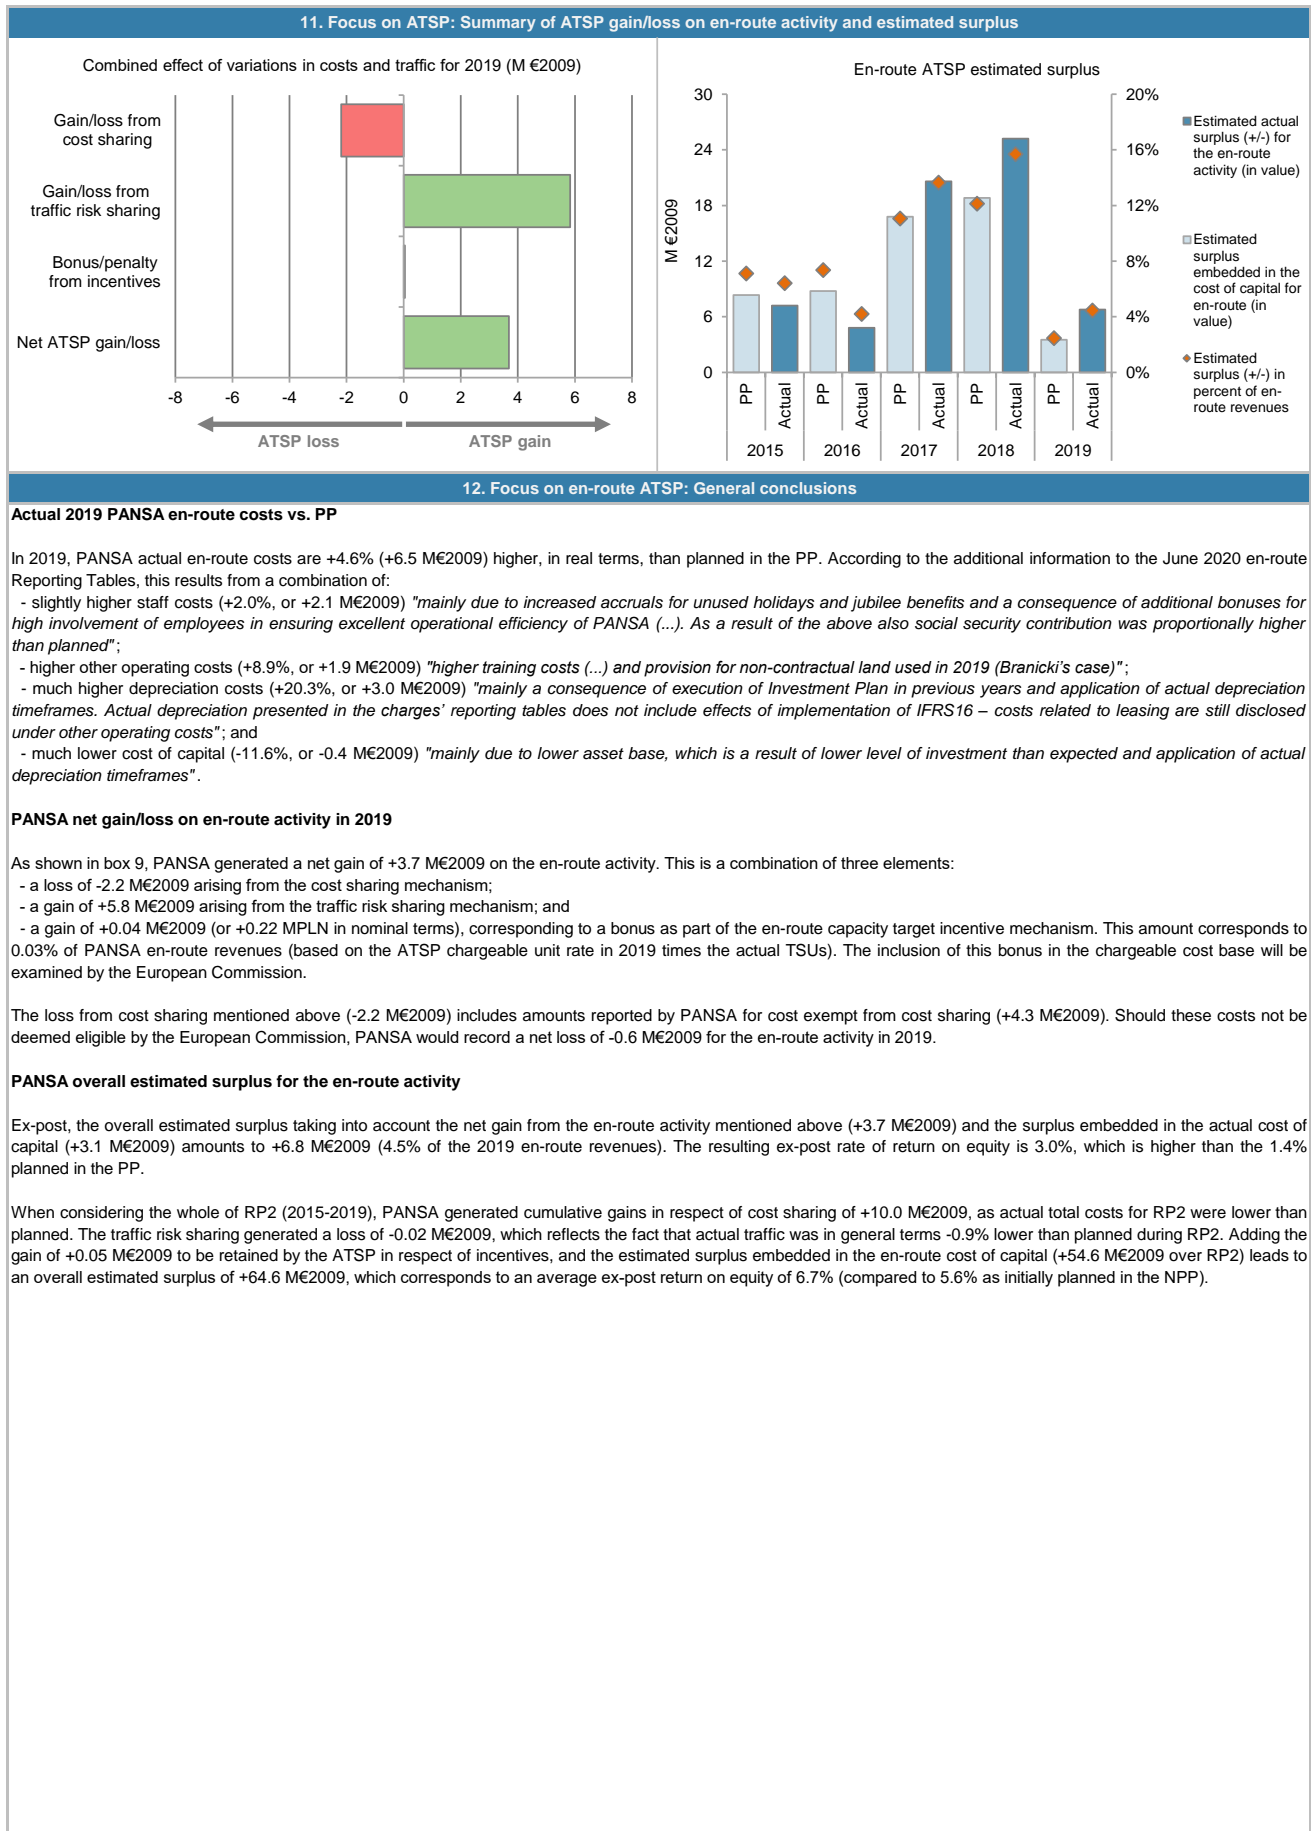 11. Focus on ATSP: Summary of ATSP gain/loss on en-route activity and estimated surplus
Combined effect of variations in costs and traffic for 2019 (M €2009)
Gain/loss from
cost sharing
Gain/loss from
traffic risk sharing
Bonus/penalty
from incentives
Net ATSP gain/loss
-8 -6 -4 -2 0 2 4 6 8
ATSP loss ATSP gain
En-route ATSP estimated surplus
M €2009
30
24
18
12
6
0
20%
16%
12%
8%
4%
0%
PP Actual PP Actual PP Actual PP Actual PP Actual
2015 2016 2017 2018 2019
Estimated actual
surplus (+/-) for
the en-route
activity (in value)
Estimated
surplus
embedded in the
cost of capital for
en-route (in
value)
Estimated
surplus (+/-) in
percent of en-
route revenues
12. Focus on en-route ATSP: General conclusions
Actual 2019 PANSA en-route costs vs. PP
In 2019, PANSA actual en-route costs are +4.6% (+6.5 M€2009) higher, in real terms, than planned in the PP. According to the additional information to the June 2020 en-route
Reporting Tables, this results from a combination of:
- slightly higher staff costs (+2.0%, or +2.1 M€2009) "mainly due to increased accruals for unused holidays and jubilee benefits and a consequence of additional bonuses for
high involvement of employees in ensuring excellent operational efficiency of PANSA (...). As a result of the above also social security contribution was proportionally higher
than planned";
- higher other operating costs (+8.9%, or +1.9 M€2009) "higher training costs (...) and provision for non-contractual land used in 2019 (Branicki's case)";
- much higher depreciation costs (+20.3%, or +3.0 M€2009) "mainly a consequence of execution of Investment Plan in previous years and application of actual depreciation
timeframes. Actual depreciation presented in the charges' reporting tables does not include effects of implementation of IFRS16 – costs related to leasing are still disclosed
under other operating costs"; and
- much lower cost of capital (-11.6%, or -0.4 M€2009) "mainly due to lower asset base, which is a result of lower level of investment than expected and application of actual
depreciation timeframes".
PANSA net gain/loss on en-route activity in 2019
As shown in box 9, PANSA generated a net gain of +3.7 M€2009 on the en-route activity. This is a combination of three elements:
- a loss of -2.2 M€2009 arising from the cost sharing mechanism;
- a gain of +5.8 M€2009 arising from the traffic risk sharing mechanism; and
- a gain of +0.04 M€2009 (or +0.22 MPLN in nominal terms), corresponding to a bonus as part of the en-route capacity target incentive mechanism. This amount corresponds to
0.03% of PANSA en-route revenues (based on the ATSP chargeable unit rate in 2019 times the actual TSUs). The inclusion of this bonus in the chargeable cost base will be
examined by the European Commission.
The loss from cost sharing mentioned above (-2.2 M€2009) includes amounts reported by PANSA for cost exempt from cost sharing (+4.3 M€2009). Should these costs not be
deemed eligible by the European Commission, PANSA would record a net loss of -0.6 M€2009 for the en-route activity in 2019.
PANSA overall estimated surplus for the en-route activity
Ex-post, the overall estimated surplus taking into account the net gain from the en-route activity mentioned above (+3.7 M€2009) and the surplus embedded in the actual cost of
capital (+3.1 M€2009) amounts to +6.8 M€2009 (4.5% of the 2019 en-route revenues). The resulting ex-post rate of return on equity is 3.0%, which is higher than the 1.4%
planned in the PP.
When considering the whole of RP2 (2015-2019), PANSA generated cumulative gains in respect of cost sharing of +10.0 M€2009, as actual total costs for RP2 were lower than
planned. The traffic risk sharing generated a loss of -0.02 M€2009, which reflects the fact that actual traffic was in general terms -0.9% lower than planned during RP2. Adding the
gain of +0.05 M€2009 to be retained by the ATSP in respect of incentives, and the estimated surplus embedded in the en-route cost of capital (+54.6 M€2009 over RP2) leads to
an overall estimated surplus of +64.6 M€2009, which corresponds to an average ex-post return on equity of 6.7% (compared to 5.6% as initially planned in the NPP).